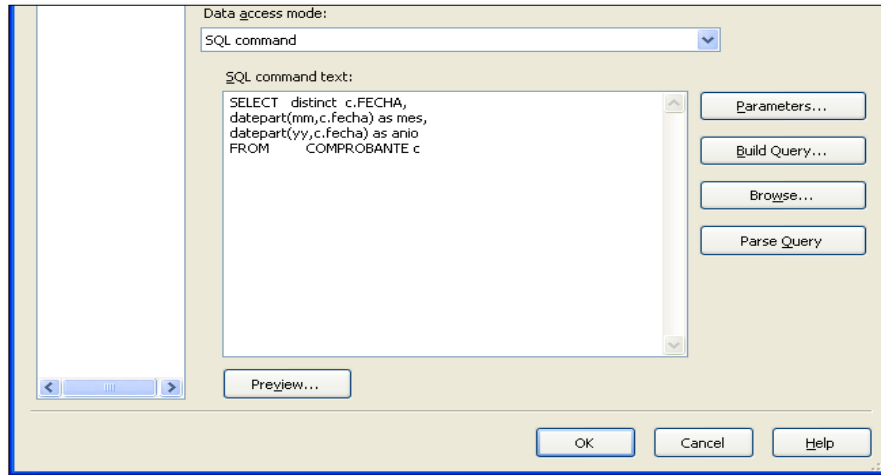 Data access mode:
SQL command
SQL command text:
SELECT distinct c.FECHA,
datepart(mm,c.fecha) as mes,
datepart(yy,c.fecha) as anio
FROM COMPROBANTE c
Parameters...
Build Query...
Browse...
Parse Query
Preview...
OK Cancel Help